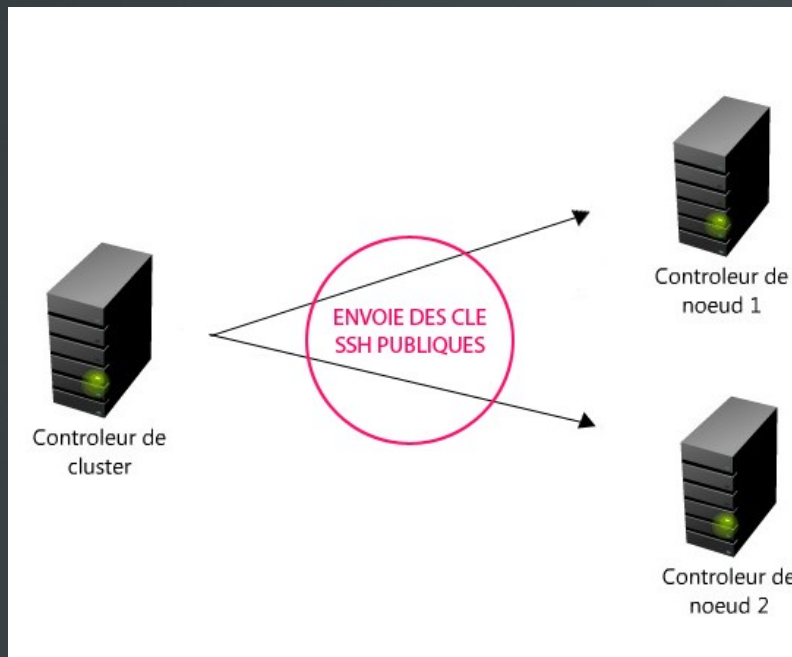 Controleur de
noeud 1
ENVOIE DES CLE
SSH PUBLIQUES
Controleur de
cluster
Controleur de
noeud 2